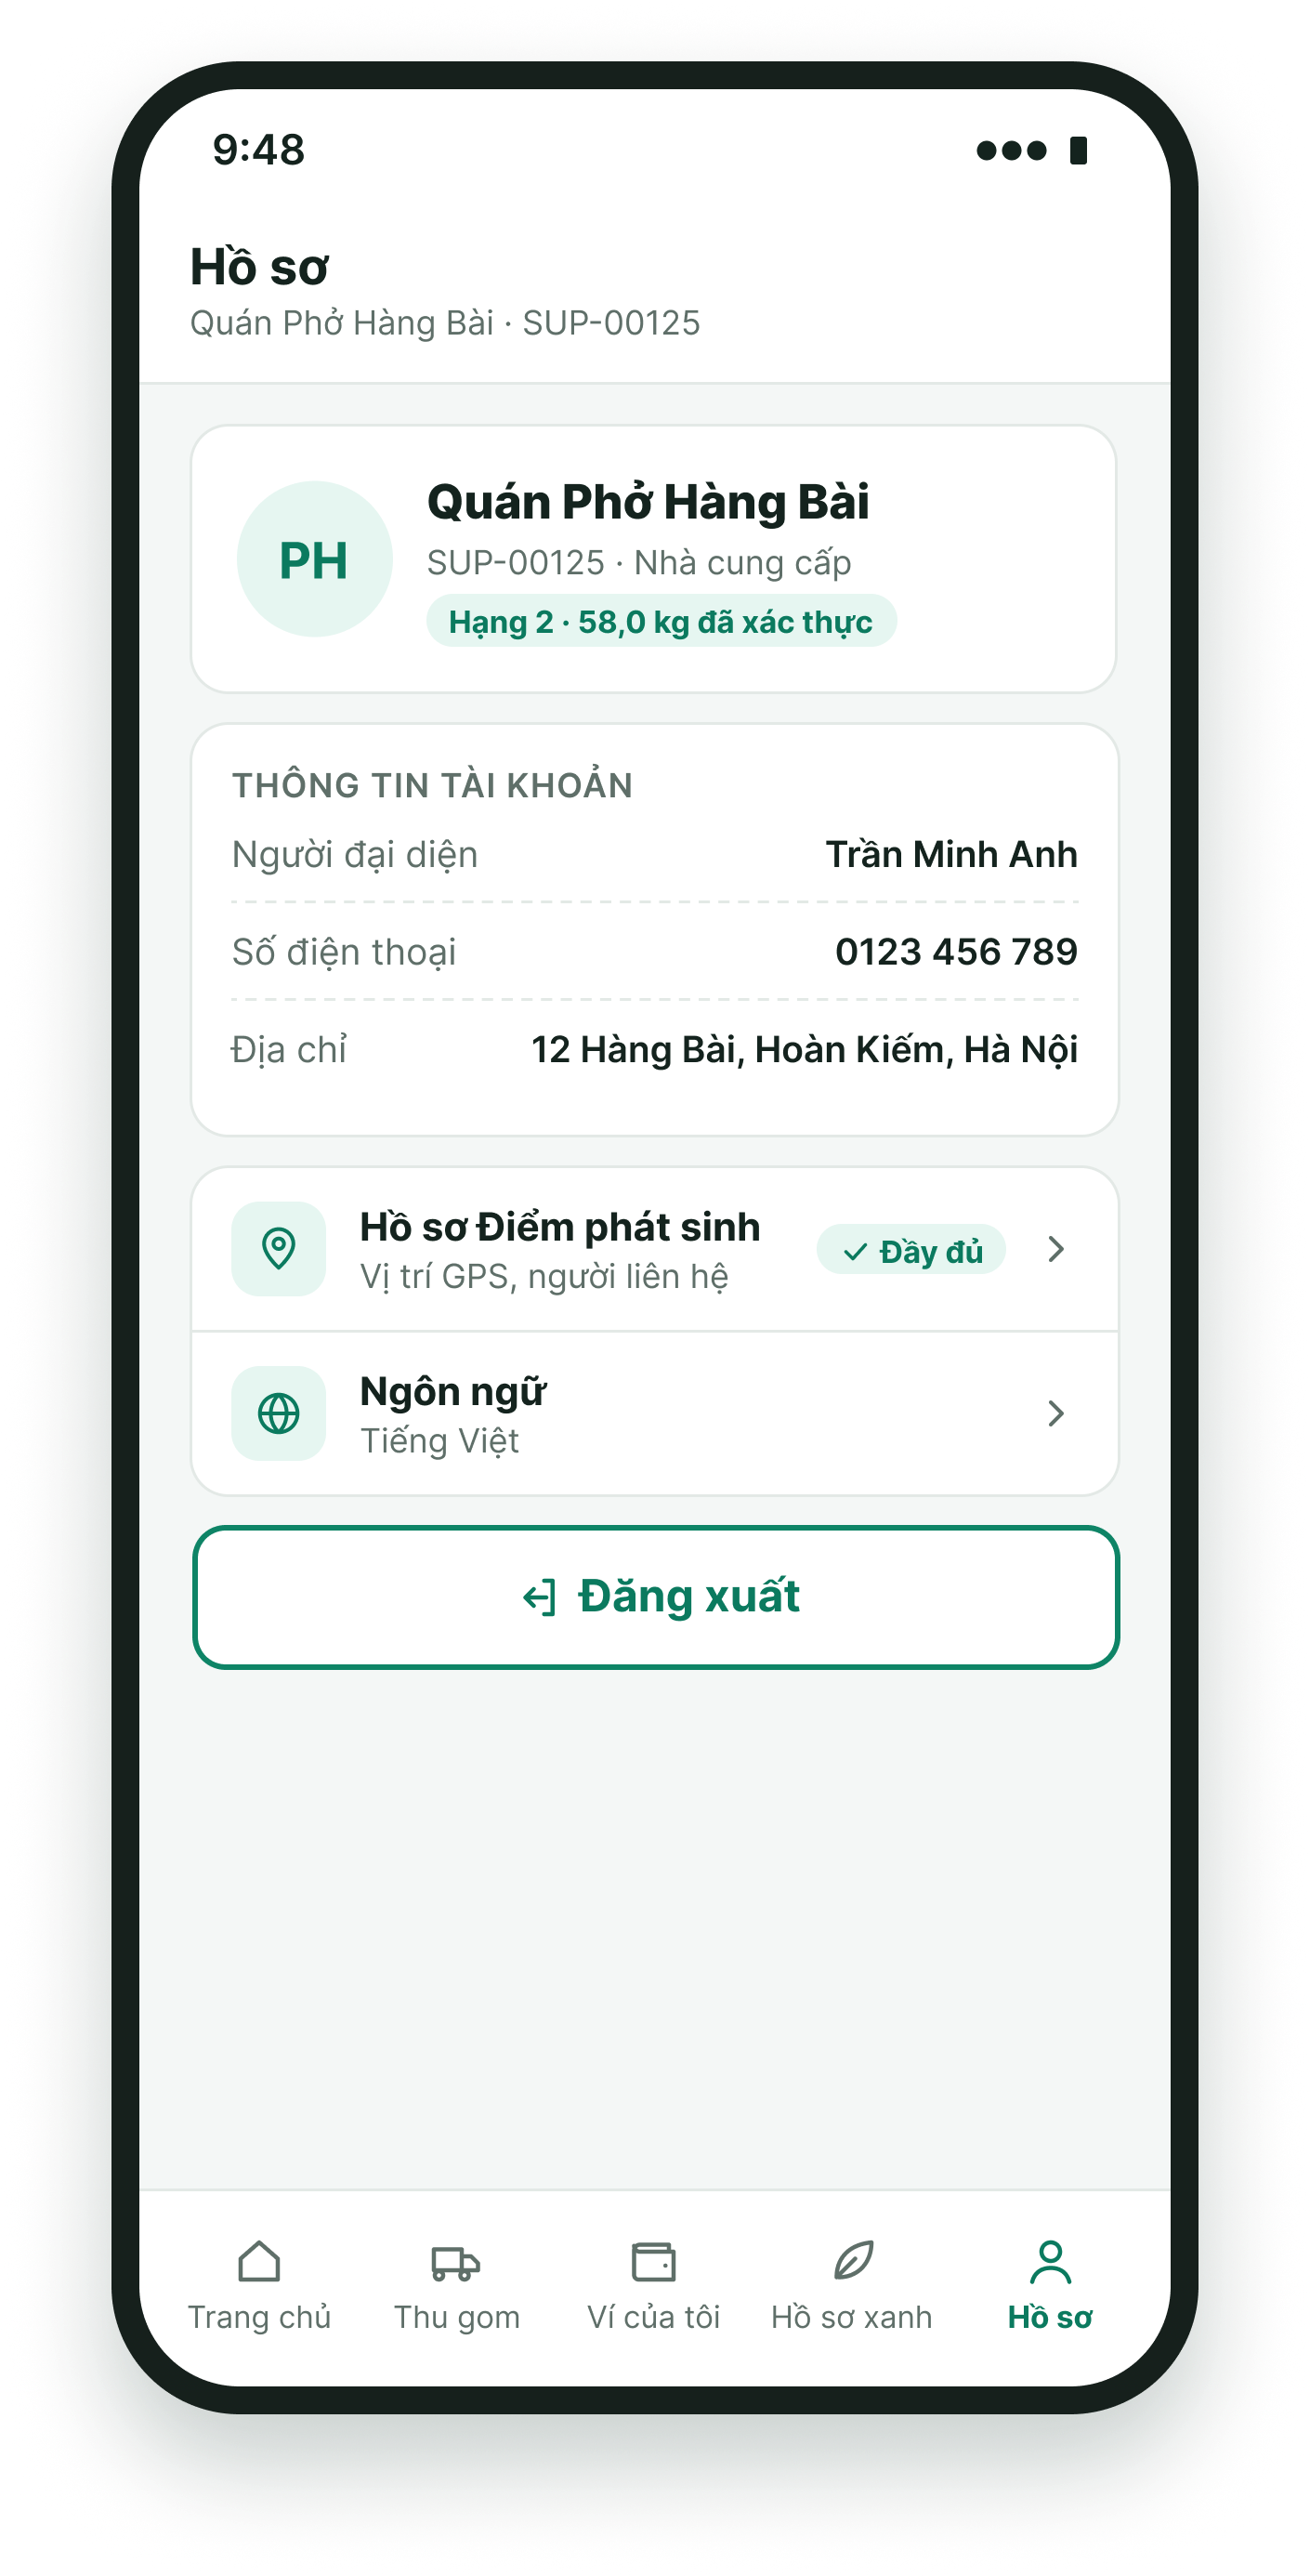 9:48
Hồ sơ
Quán Phở Hàng Bài · SUP-00125
PH
Quán Phở Hàng Bài
SUP-00125 · Nhà cung cấp
Hạng 2 · 58,0 kg đã xác thực
THÔNG TIN TÀI KHOẢN
Người đại diện Trần Minh Anh
Số điện thoại 0123 456 789
Địa chỉ 12 Hàng Bài, Hoàn Kiếm, Hà Nội
Hồ sơ Điểm phát sinh
Vị trí GPS, người liên hệ
Đầy đủ
Ngôn ngữ
Tiếng Việt
Đăng xuất
Trang chủ Thu gom Ví của tôi Hồ sơ xanh Hồ sơ